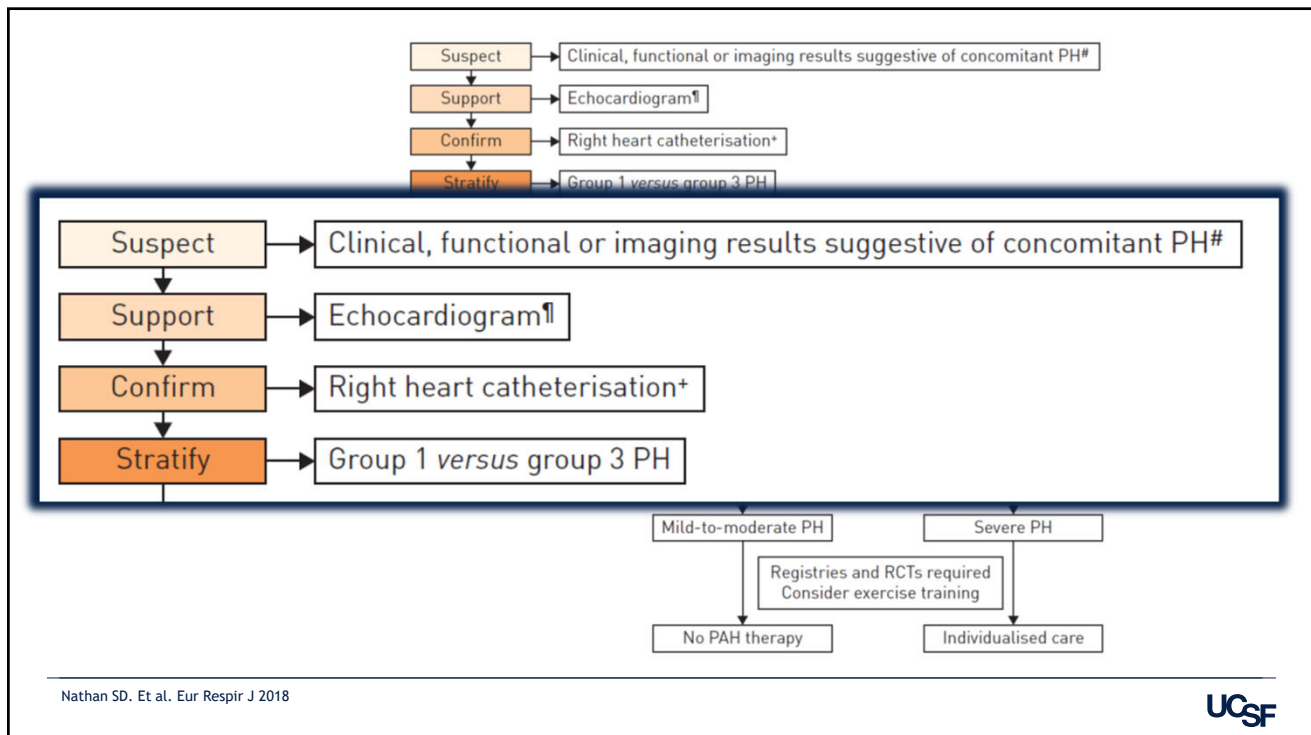 Suspect
Clinical, functional or imaging results suggestive of concomitant PH#
Support
Echocardiogram¶
Confirm
Right heart catheterisation+
Stratify
Group 1 versus group 3 PH
Suspect
Clinical, functional or imaging results suggestive of concomitant PH#
Support
Echocardiogram¶
Confirm
Right heart catheterisation+
Stratify
Group 1 versus group 3 PH
Mild-to-moderate PH
Severe PH
Registries and RCTs required
Consider exercise training
No PAH therapy
Individualised care
Nathan SD. Et al. Eur Respir J 2018
UCSF